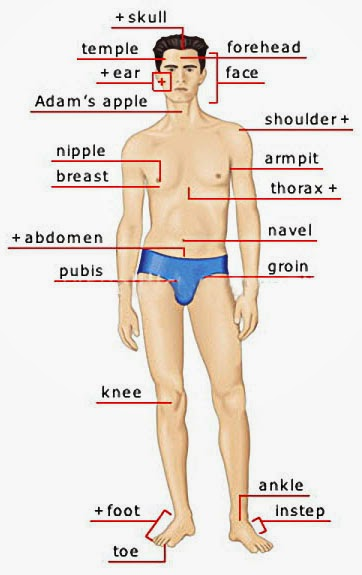 + skull
temple
forehead
+ ear
+
face
Adam's apple
shoulder +
nipple
armpit
breast
thorax +
navel
+ abdomen
pubis
groin
knee
ankle
+ foot
instep
toe